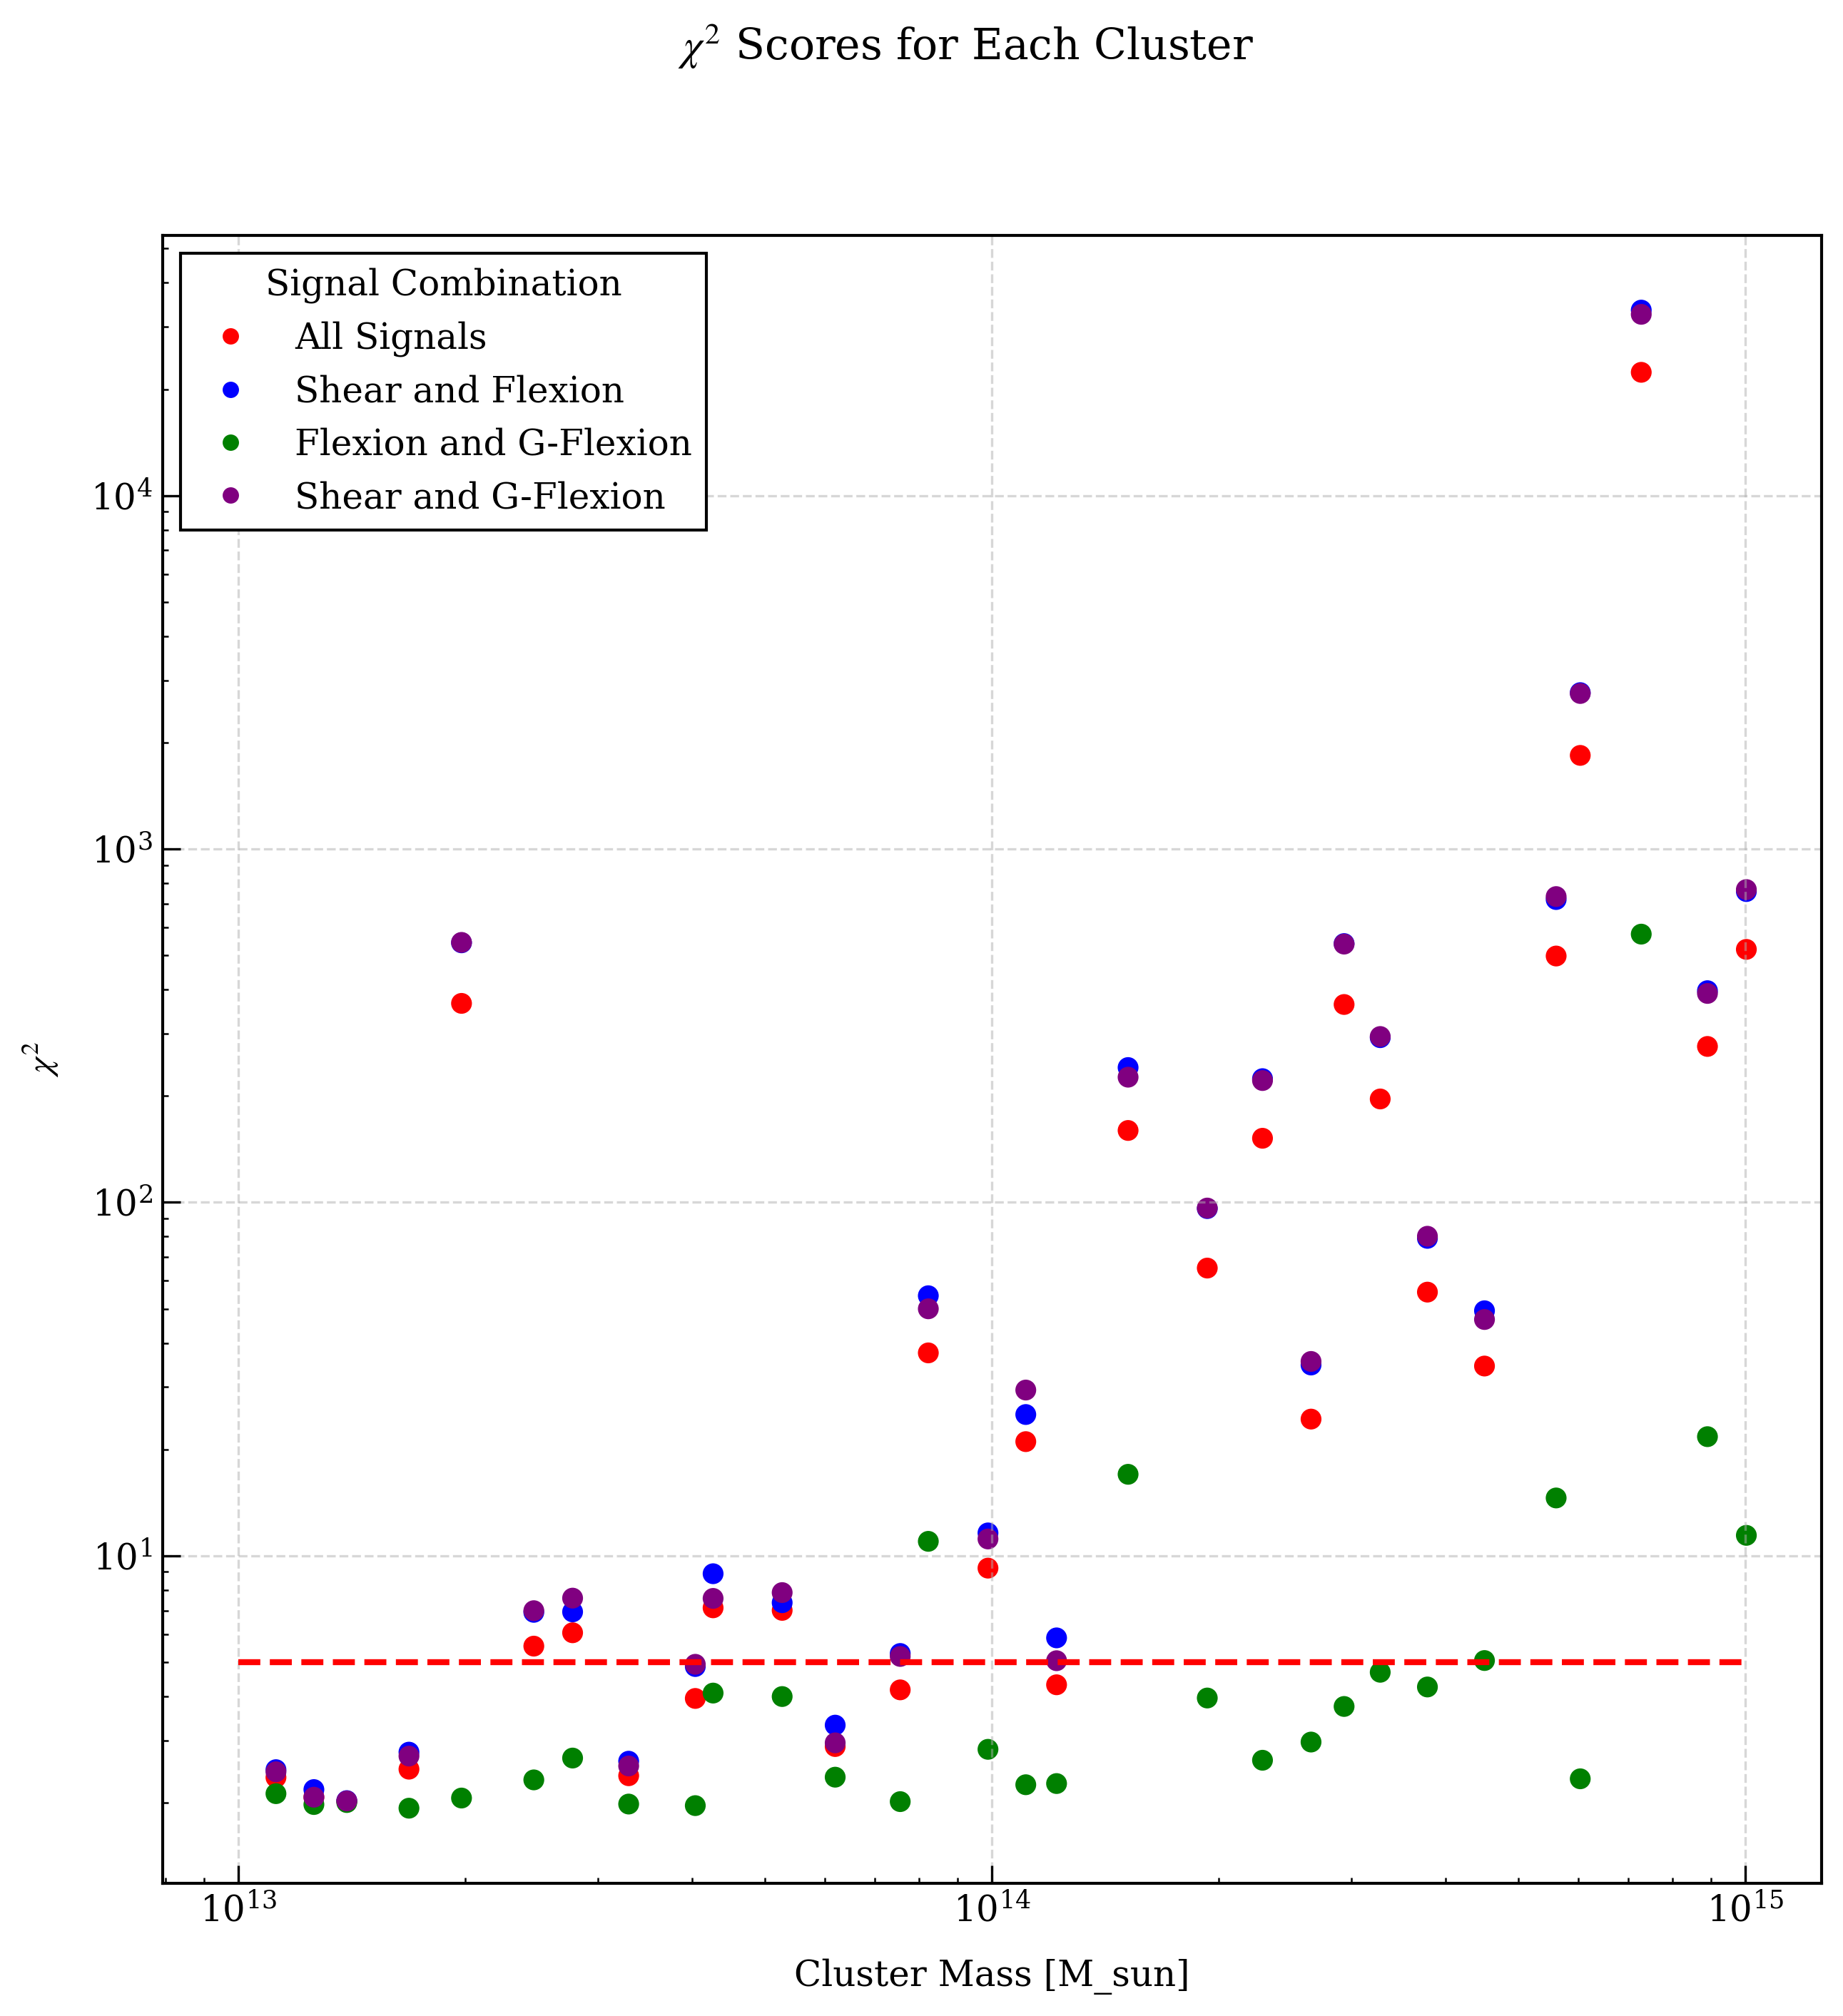 χ² Scores for Each Cluster
Signal Combination
All Signals
Shear and Flexion
Flexion and G-Flexion
Shear and G-Flexion
10⁴
10³
10²
10¹
χ²
10¹³ 10¹⁴ 10¹⁵
Cluster Mass [M_sun]